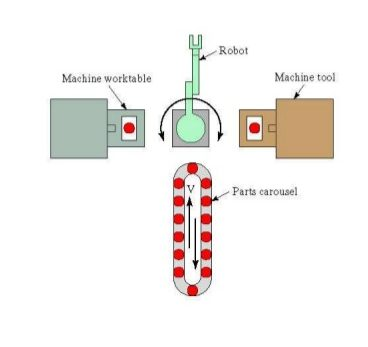 Robot
Machine worktable
Machine tool
V
Parts carousel